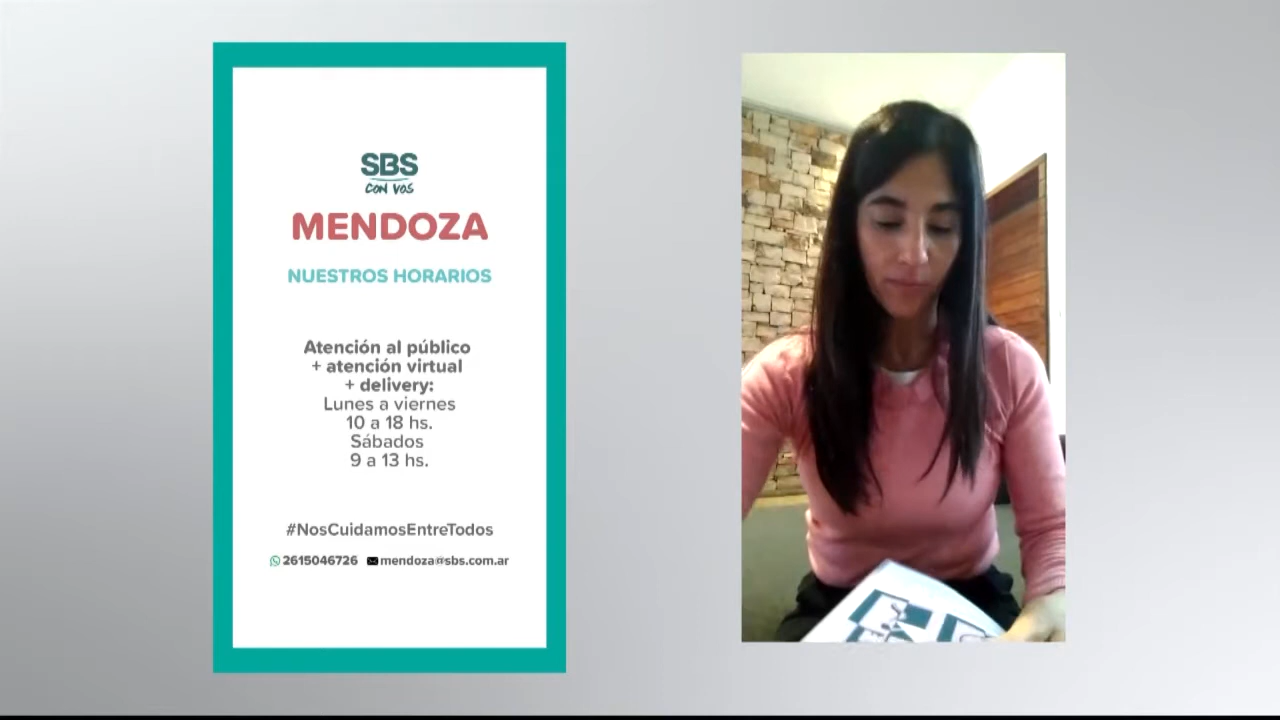 SBS
CON VOS
MENDOZA
NUESTROS HORARIOS
Atención al público
+ atención virtual
+ delivery:
Lunes a viernes
10 a 18 hs.
Sábados
9 a 13 hs.
#NosCuidamosEntreTodos
2615046726 mendoza@sbs.com.ar